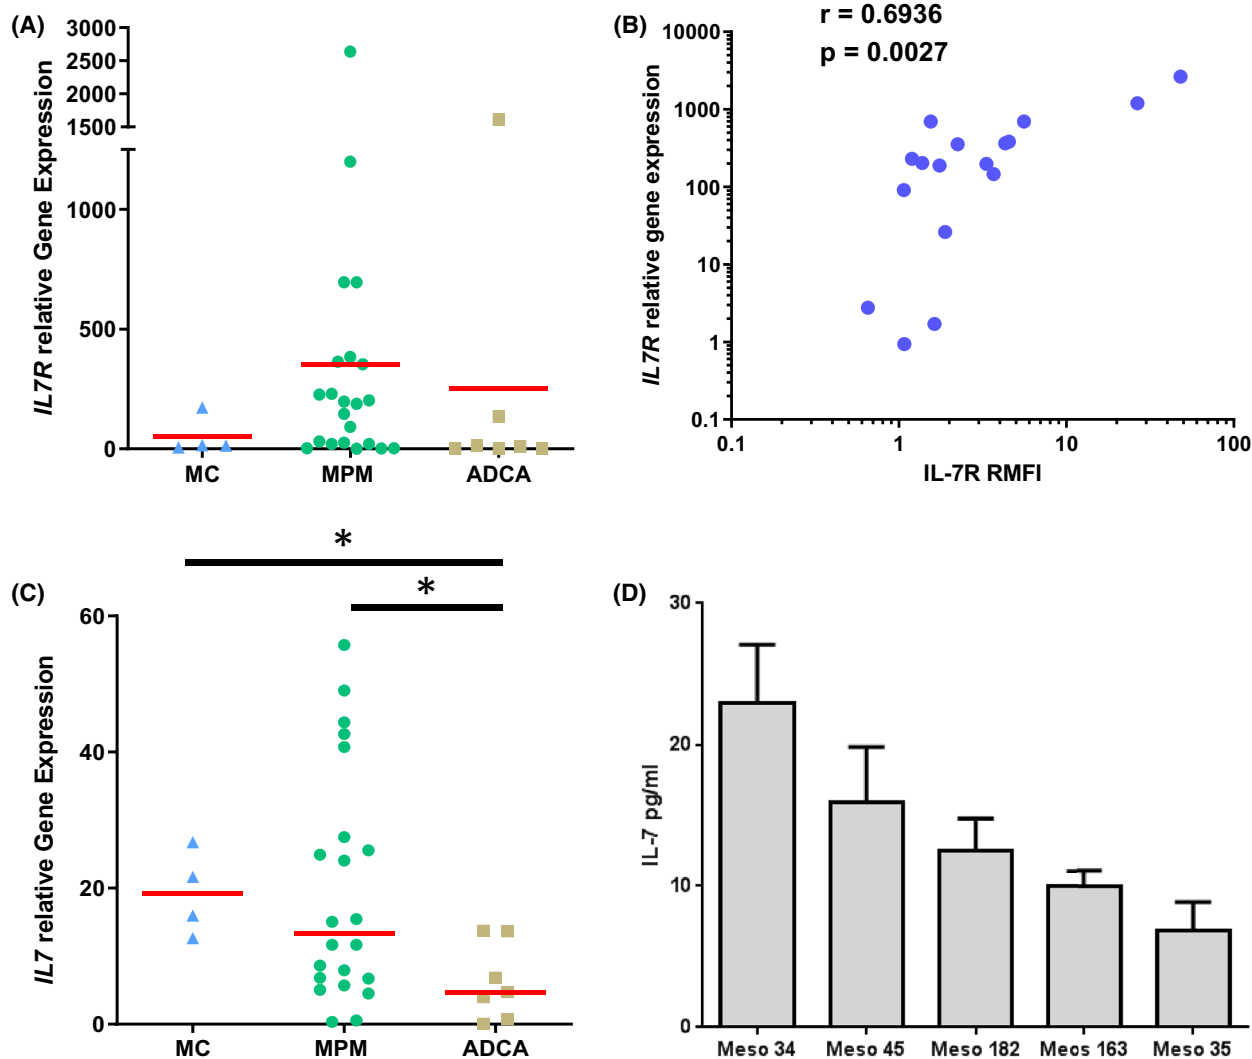 (A)
3000
2500
2000
1500
1000
500
0
IL7R relative Gene Expression
MC MPM ADCA
(B)
r = 0.6936
p = 0.0027
10000
1000
100
10
1
0.1
IL7R relative gene expression
0.1 1 10 100
IL-7R RMFI
(C)
*
*
60
40
20
0
IL7 relative Gene Expression
MC MPM ADCA
(D)
30
20
10
0
IL-7 pg/ml
Meso 34 Meso 45 Meso 182 Meos 163 Meso 35